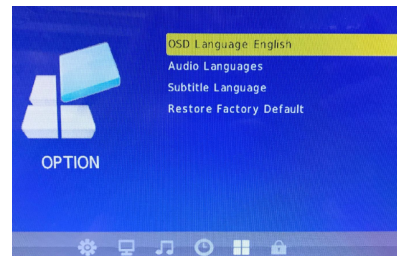 OSD Language English
Audio Languages
Subtitle Language
Restore Factory Default
OPTION